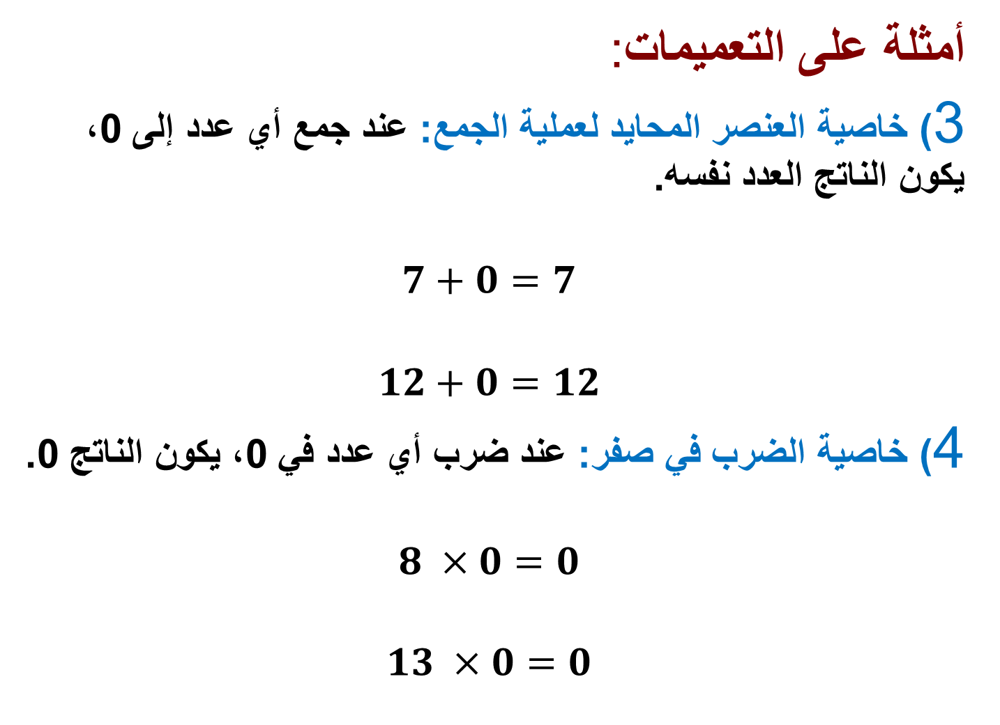 أمثلة على التعميمات:
3) خاصية العنصر المحايد لعملية الجمع: عند جمع أي عدد إلى 0،
يكون الناتج العدد نفسه.
7 + 0 = 7
12 + 0 = 12
4) خاصية الضرب في صفر: عند ضرب أي عدد في 0، يكون الناتج 0.
8 × 0 = 0
13 × 0 = 0